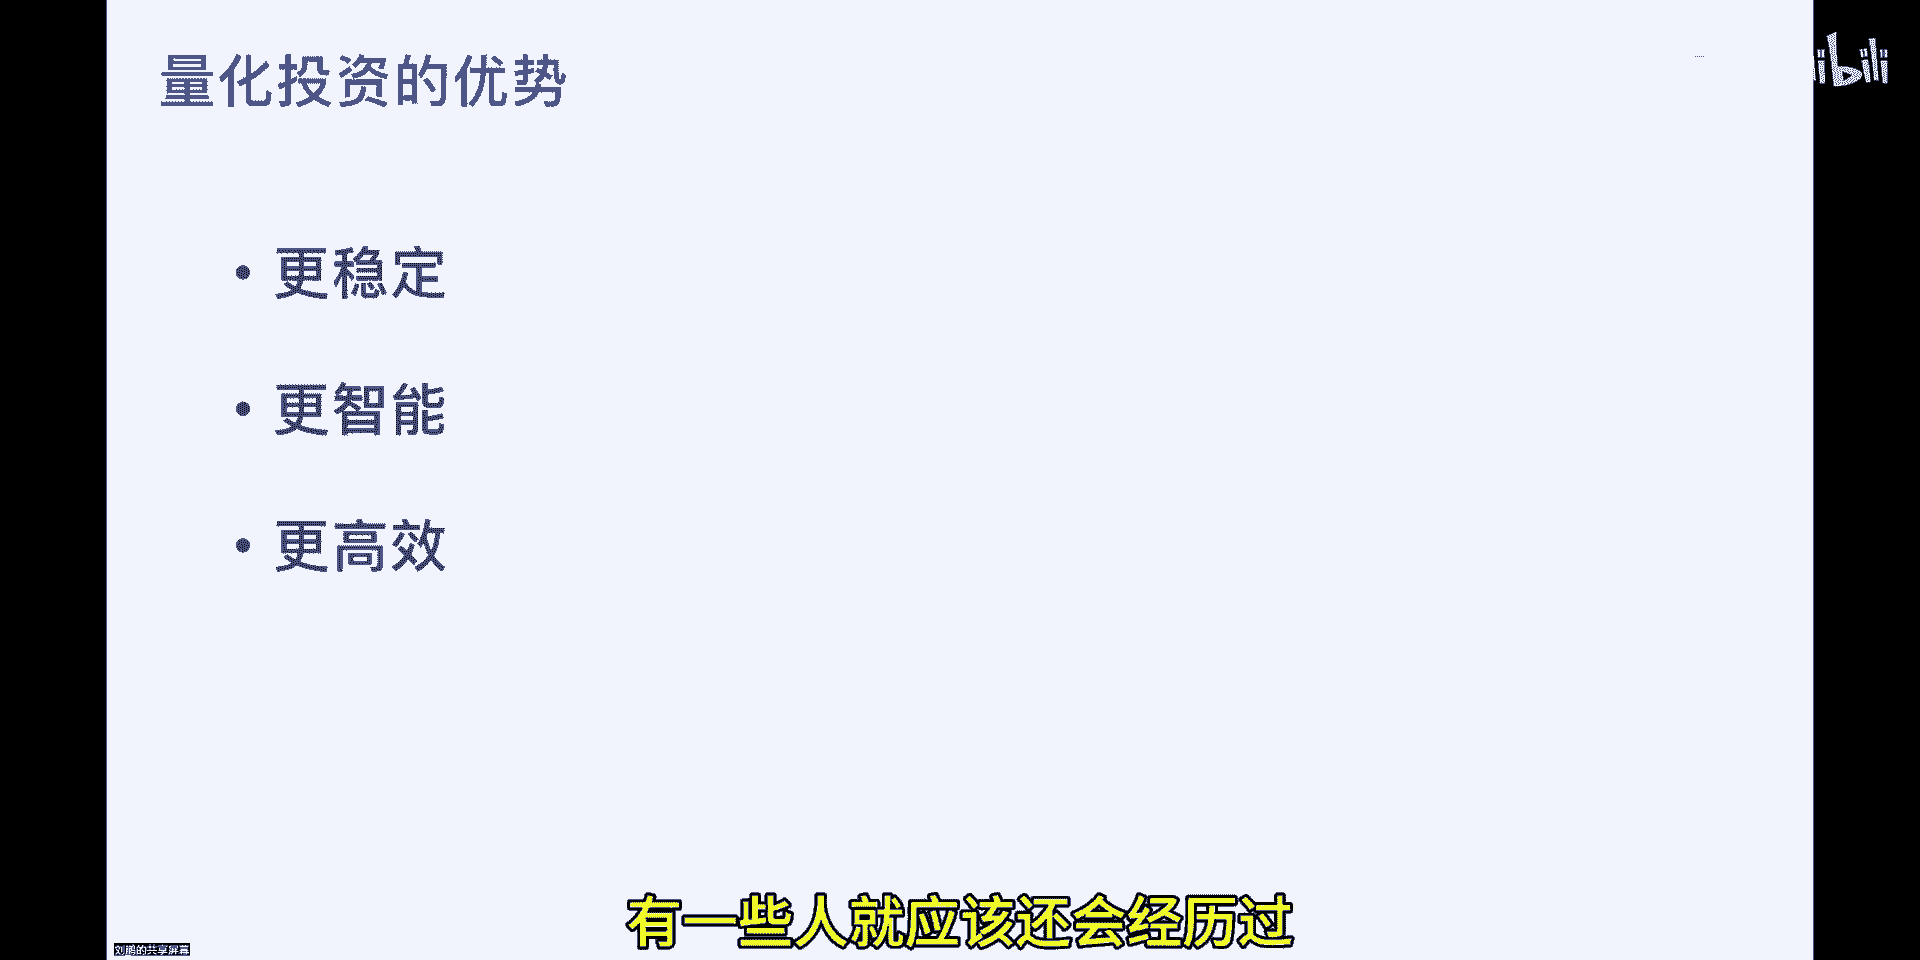 量化投资的优势
bili
• 更稳定
• 更智能
• 更高效
有一些人就应该还会经历过
刘鹏的共享屏幕